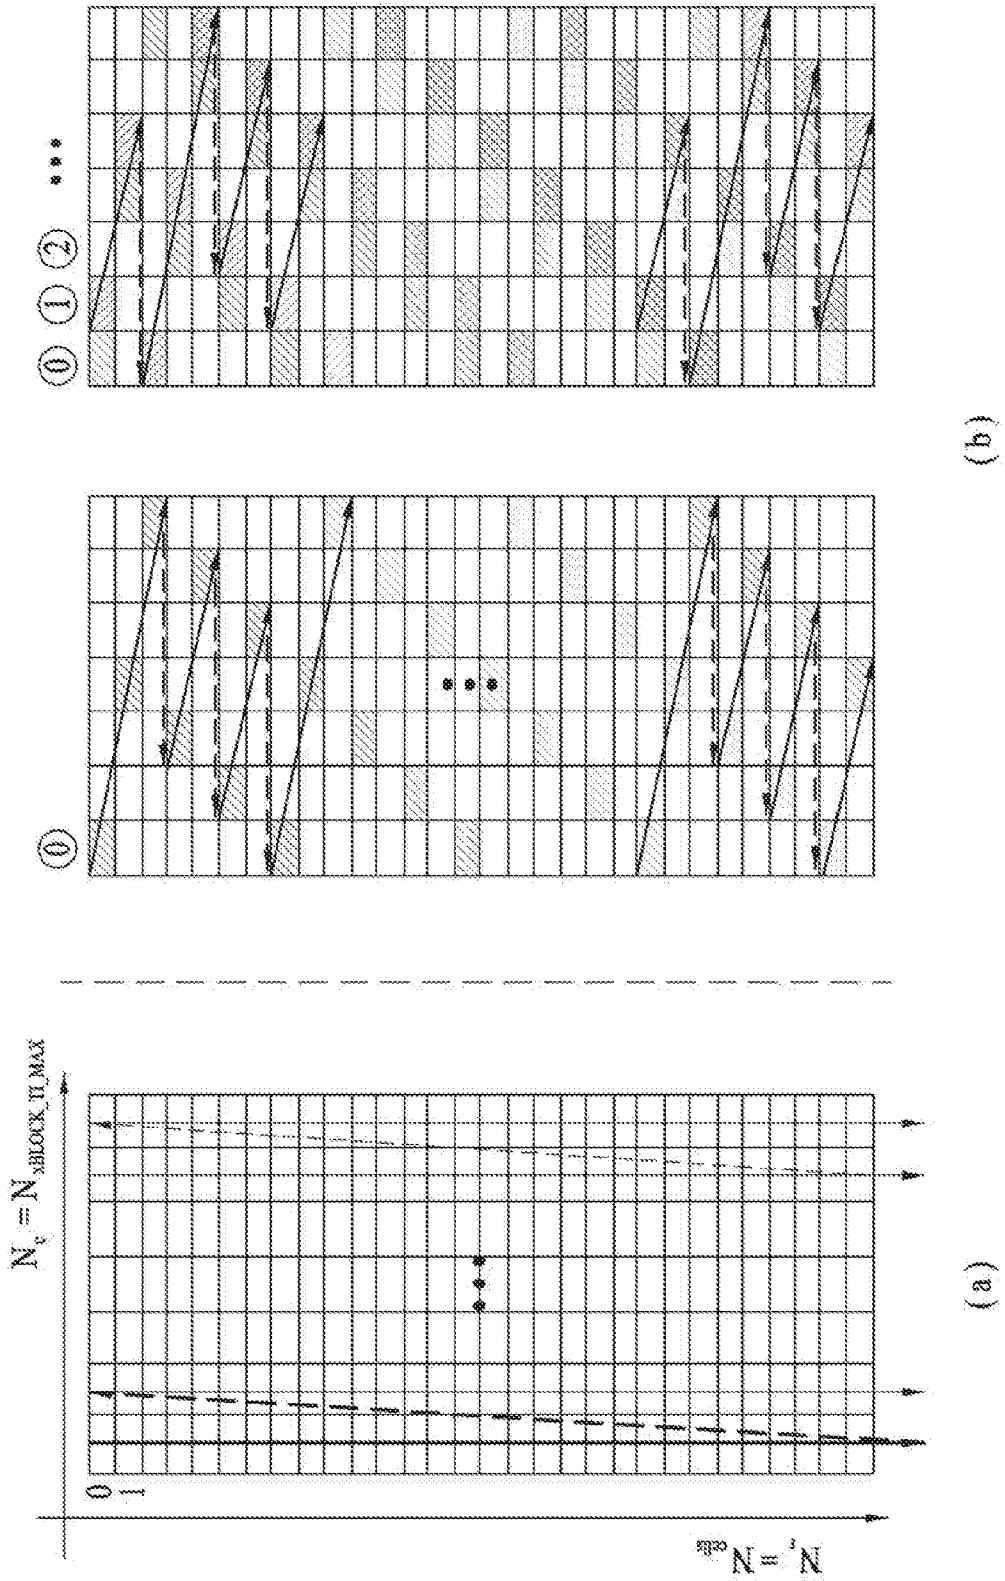 N_c = N_xBLOCK_TI_MAX
0
1
N_r = N_cells
(a)
⓪
•••
⓪ ① ② •••
(b)